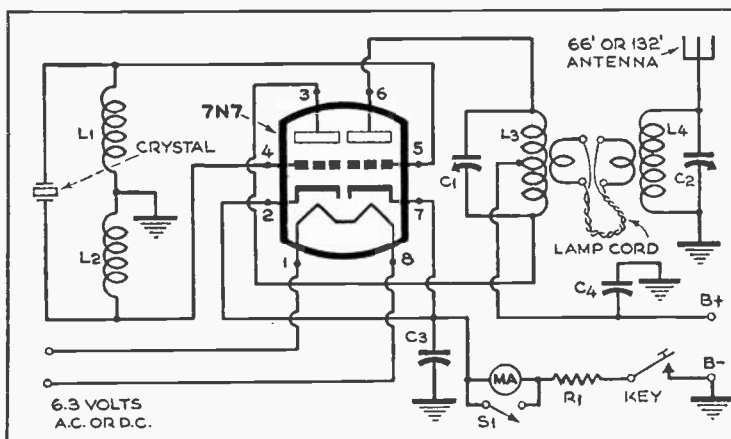 66' OR 132'
ANTENNA
3
6
7N7
L1
CRYSTAL
4
5
L3
L4
C1
C2
2
7
L2
LAMP CORD
1
8
C4
B+
C3
MA
R1
KEY
B-
S1
6.3 VOLTS
A.C. OR D.C.